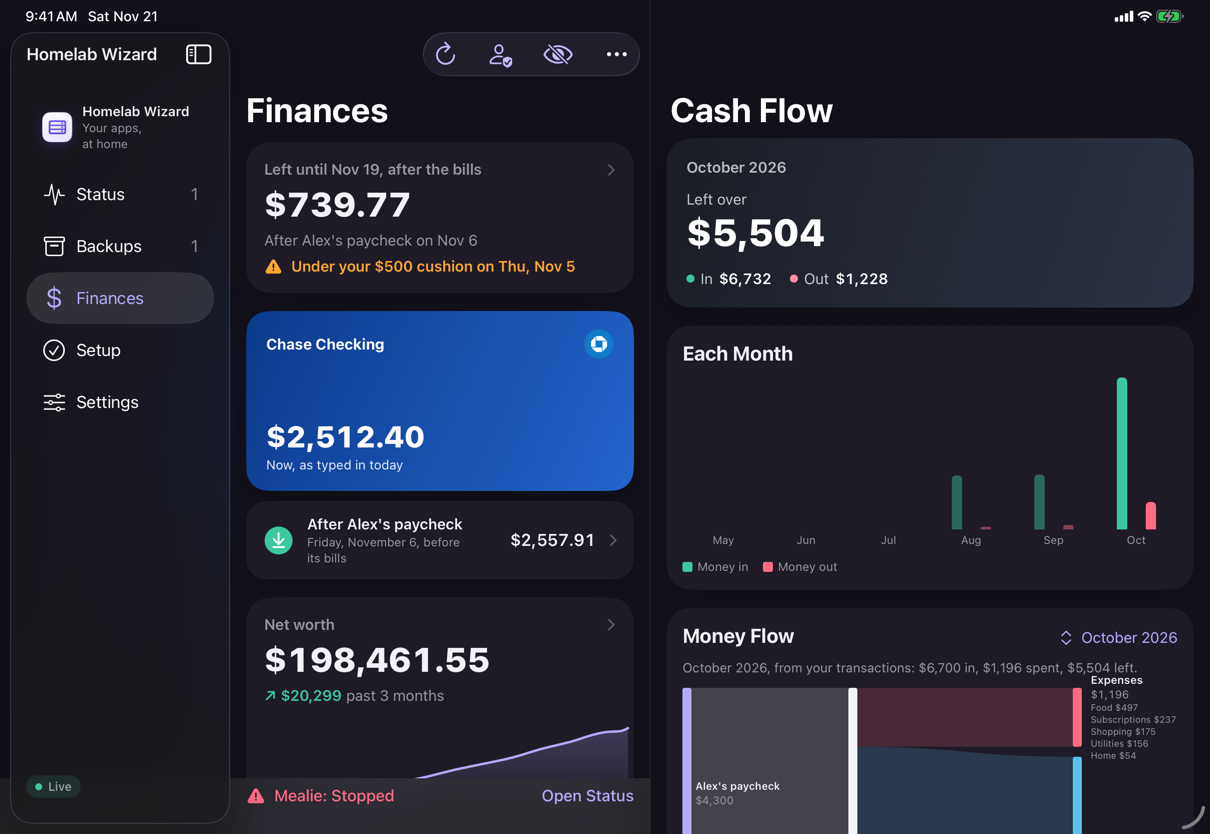 9:41 AM Sat Nov 21
Homelab Wizard
Homelab Wizard
Your apps,
at home
Status 1
Backups 1
Finances
Setup
Settings
Live
Finances
Left until Nov 19, after the bills
$739.77
After Alex's paycheck on Nov 6
Under your $500 cushion on Thu, Nov 5
Chase Checking
$2,512.40
Now, as typed in today
After Alex's paycheck
Friday, November 6, before
its bills
$2,557.91
Net worth
$198,461.55
$20,299 past 3 months
Mealie: Stopped
Open Status
Cash Flow
October 2026
Left over
$5,504
In $6,732 Out $1,228
Each Month
May Jun Jul Aug Sep Oct
Money in Money out
Money Flow
October 2026
October 2026, from your transactions: $6,700 in, $1,196 spent, $5,504 left.
Expenses
$1,196
Food $497
Subscriptions $237
Shopping $175
Utilities $156
Home $54
Alex's paycheck
$4,300